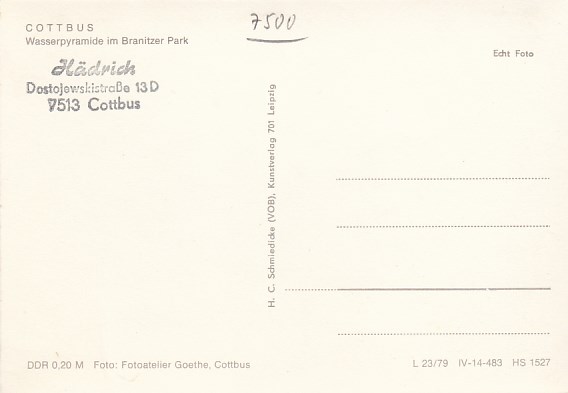 7500
COTTBUS
Wasserpyramide im Branitzer Park
Echt Foto
Hädrich
Dostojewskistraße 13 D
7513 Cottbus
H. C. Schmiedicke (VOB), Kunstverlag 701 Leipzig
DDR 0,20 M Foto: Fotoatelier Goethe, Cottbus
L 23/79 IV-14-483 HS 1527